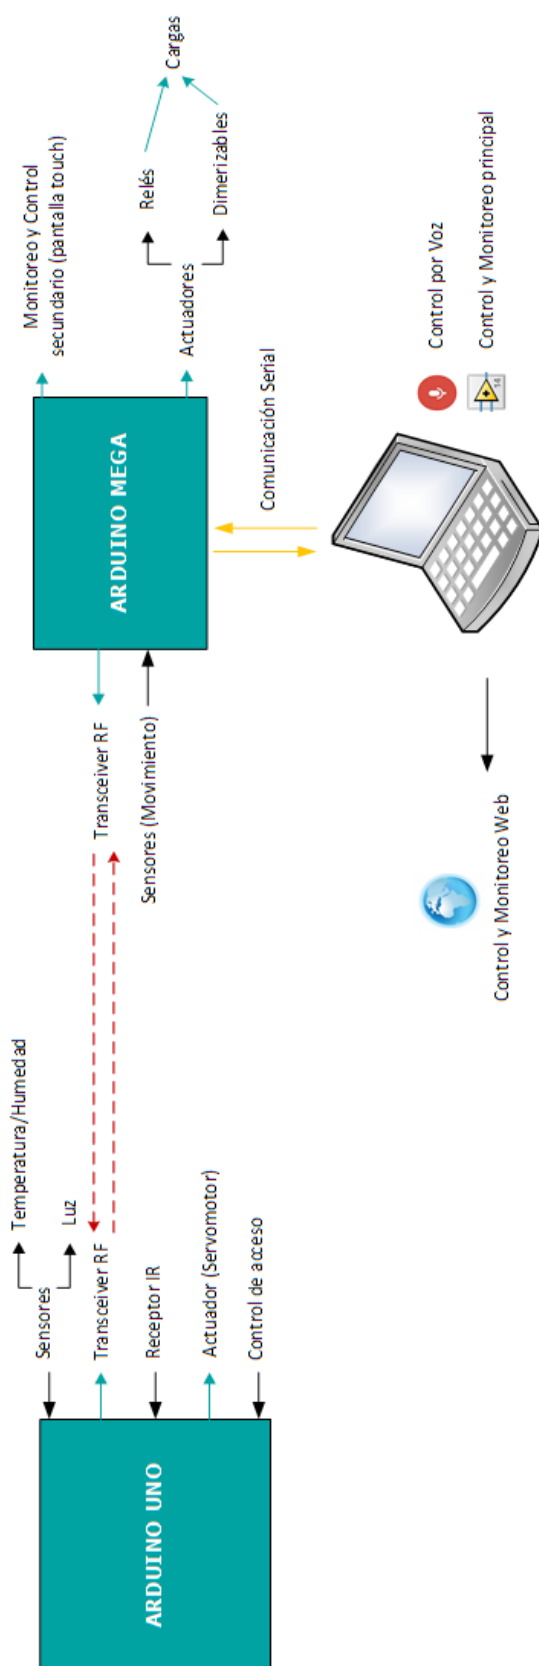 ARDUINO UNO
Sensores
Temperatura/Humedad
Luz
Transceiver RF
Receptor IR
Actuador (Servomotor)
Control de acceso
Transceiver RF
Sensores (Movimiento)
ARDUINO MEGA
Monitoreo y Control
secundario (pantalla touch)
Actuadores
Relés
Dimerizables
Cargas
Comunicación Serial
Control por Voz
14
Control y Monitoreo principal
Control y Monitoreo Web